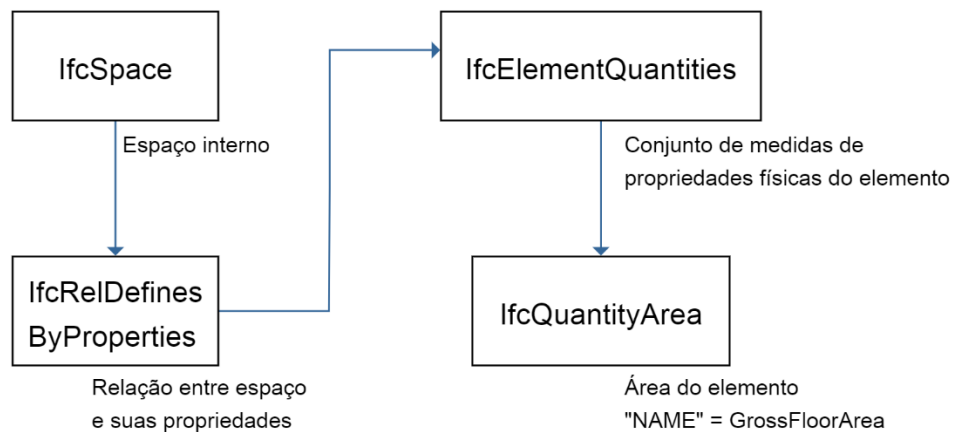 IfcSpace
Espaço interno
IfcRelDefines
ByProperties
Relação entre espaço
e suas propriedades
IfcElementQuantities
Conjunto de medidas de
propriedades físicas do elemento
IfcQuantityArea
Área do elemento
"NAME" = GrossFloorArea